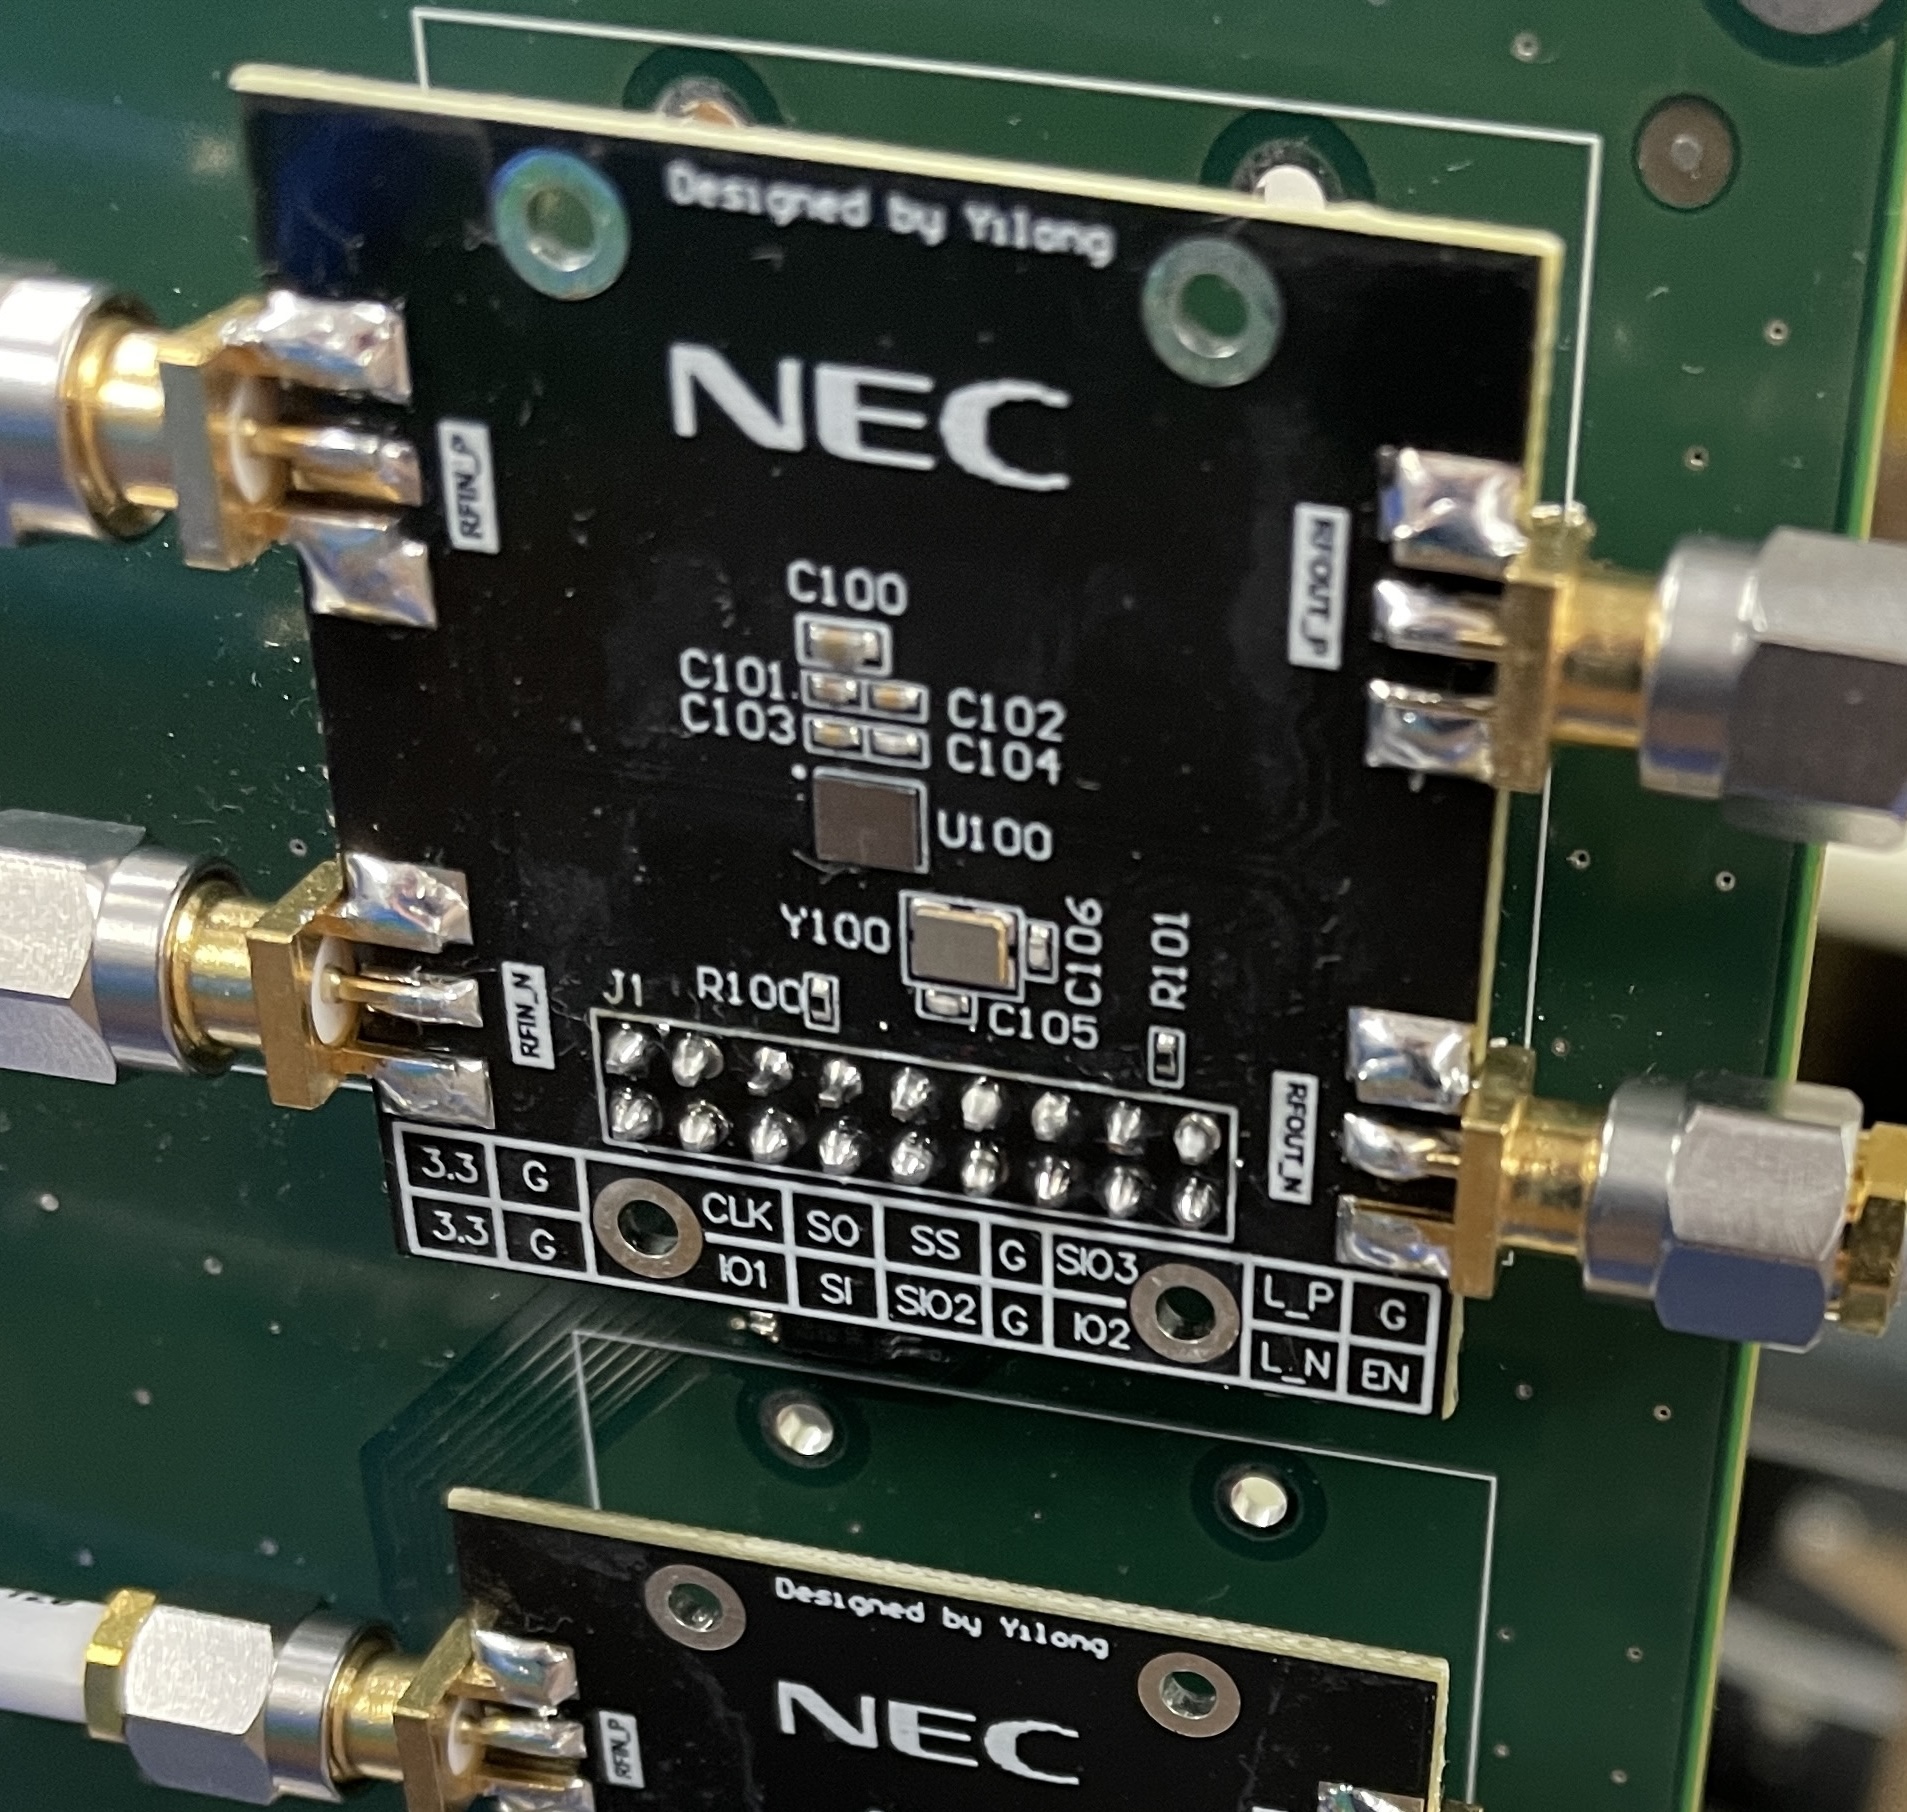 Designed by Yilong
NEC
RFIN_P
RFOUT_P
C100
C101
C102
C103
C104
U100
Y100
C106
R101
RFIN_N
J1
R100
C105
RFOUT_N
3.3 G CLK SO SS G SIO3 L_P G
3.3 G IO1 SI SIO2 G IO2 L_N EN
Designed by Yilong
NEC
RFIN_P